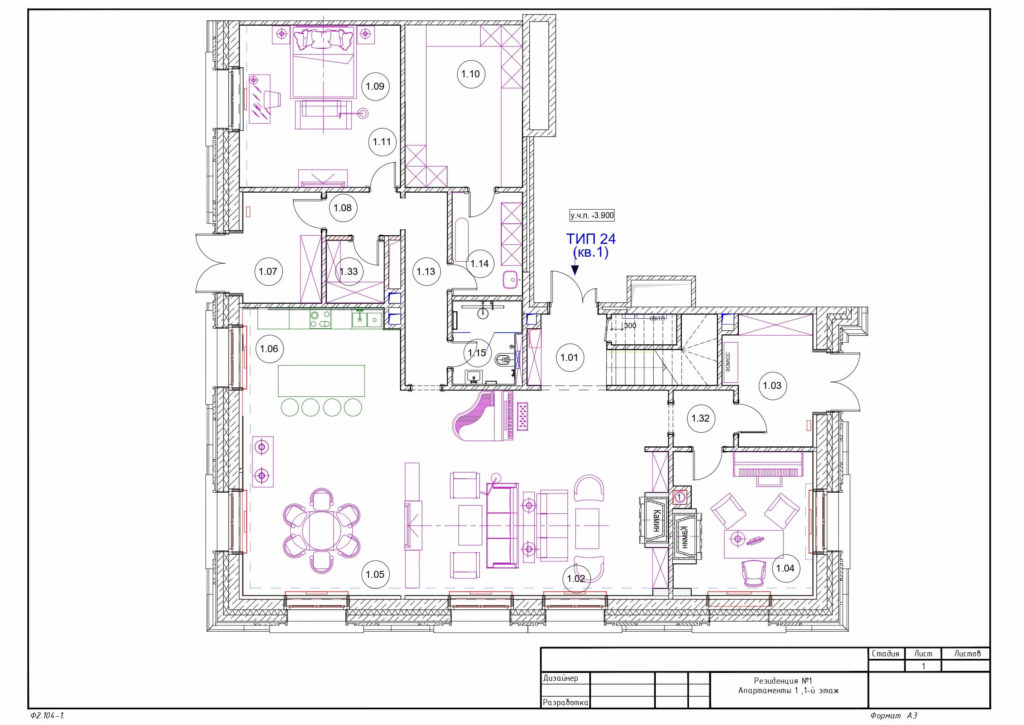 1.09
1.10
1.11
1.08
у.ч.п. -3.900
ТИП 24
(кв.1)
1.07
1.33
1.13
1.14
300
1.06
1.15
1.01
ЭОМСС
1.03
1.32
1
Камин
Камин
1.05
1.02
1.04
Стадия
Лист
Листов
1
Дизайнер
Резиденция №1
Апартаменты 1 ,1-й этаж
Разработка
Ф2.104-1.
Формат А3